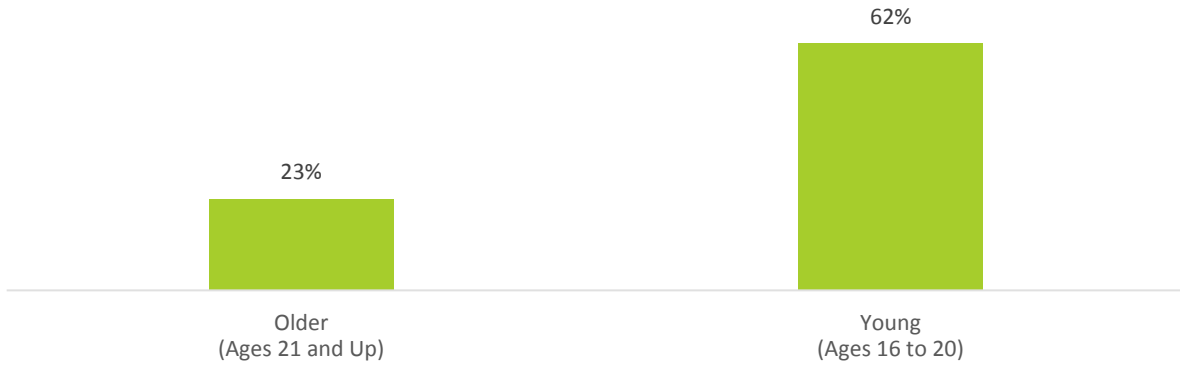 62%
23%
Older
(Ages 21 and Up)
Young
(Ages 16 to 20)